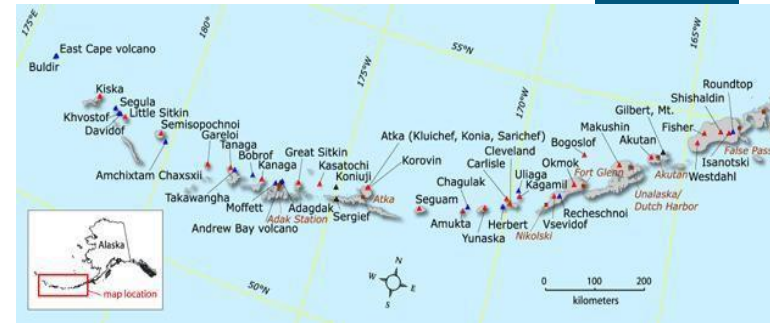 175°E
180°
55°N
175°W
170°W
165°W
50°N
East Cape volcano
Buldir
Kiska
Segula
Little Sitkin
Khvostof
Davidof
Semisopochnoi
Gareloi
Amchixtam Chaxsxii
Tanaga
Bobrof
Kanaga
Great Sitkin
Kasatochi
Koniuji
Atka (Kluichef, Konia, Sarichef)
Korovin
Takawangha
Moffett
Adak Station
Andrew Bay volcano
Adagdak
Sergief
Atka
Seguam
Chagulak
Amukta
Yunaska
Carlisle
Cleveland
Uliaga
Kagamil
Herbert
Nikolski
Vsevidof
Recheschnoi
Okmok
Fort Glenn
Bogoslof
Makushin
Unalaska/
Dutch Harbor
Akutan
Akutan
Gilbert, Mt.
Fisher
Shishaldin
Roundtop
False Pass
Isanotski
Westdahl
Alaska
map location
N
W
E
S
0
100
200
kilometers